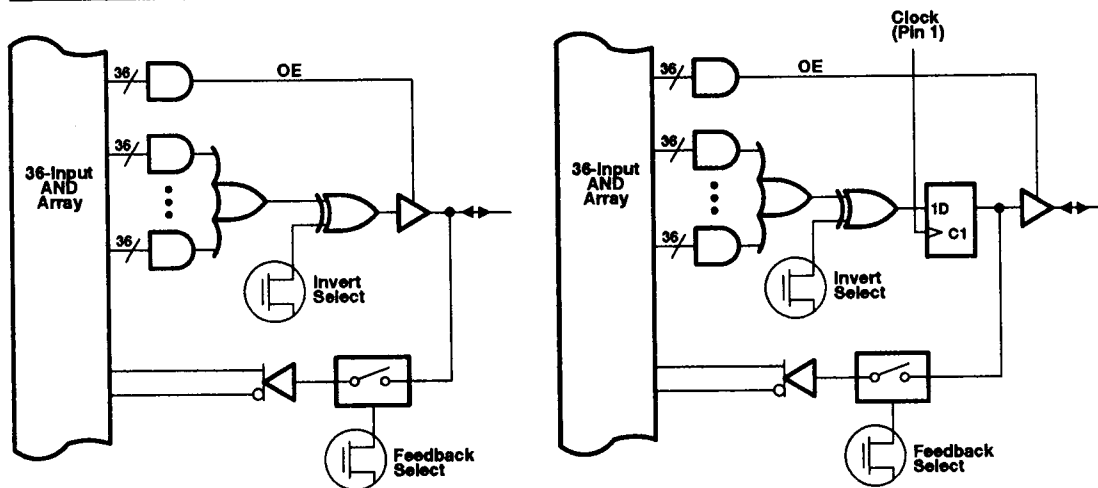 36
OE
36
36-Input
AND
Array
36
Invert
Select
Feedback
Select
Clock
(Pin 1)
36
OE
36
36-Input
AND
Array
36
1D
C1
Invert
Select
Feedback
Select